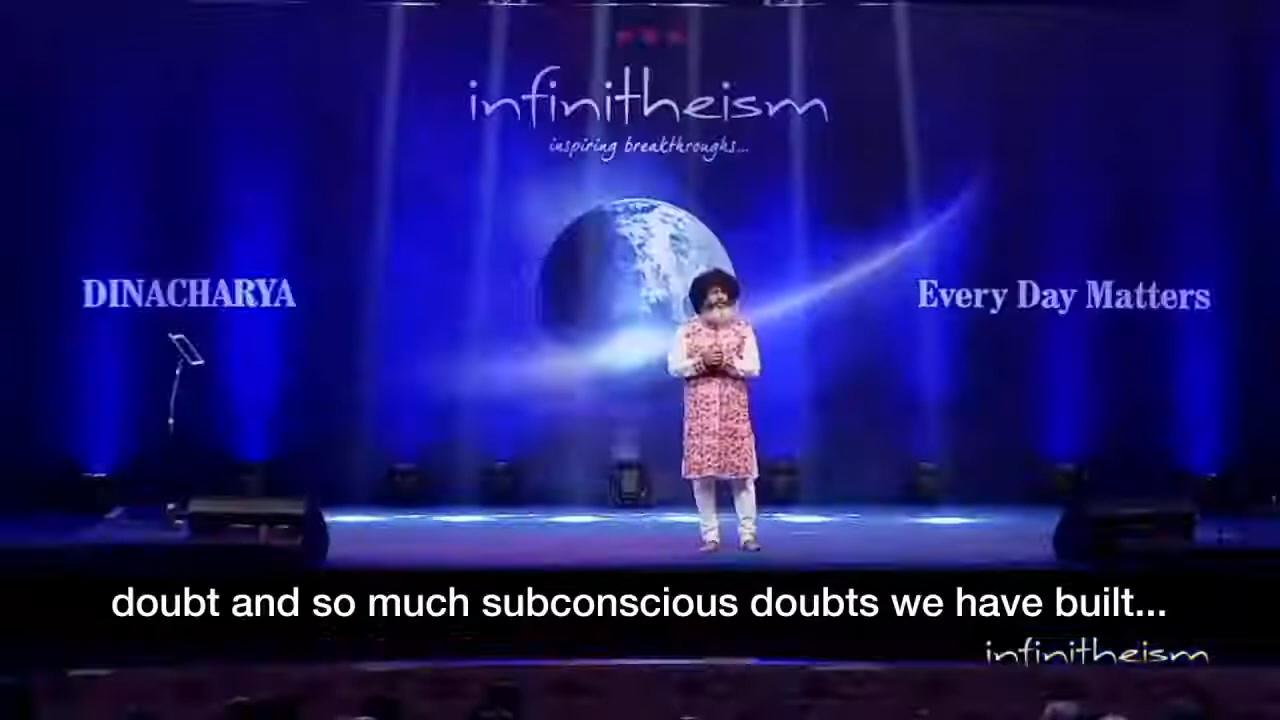 infinitheism
inspiring breakthroughs...
DINACHARYA
Every Day Matters
doubt and so much subconscious doubts we have built...
infinitheism